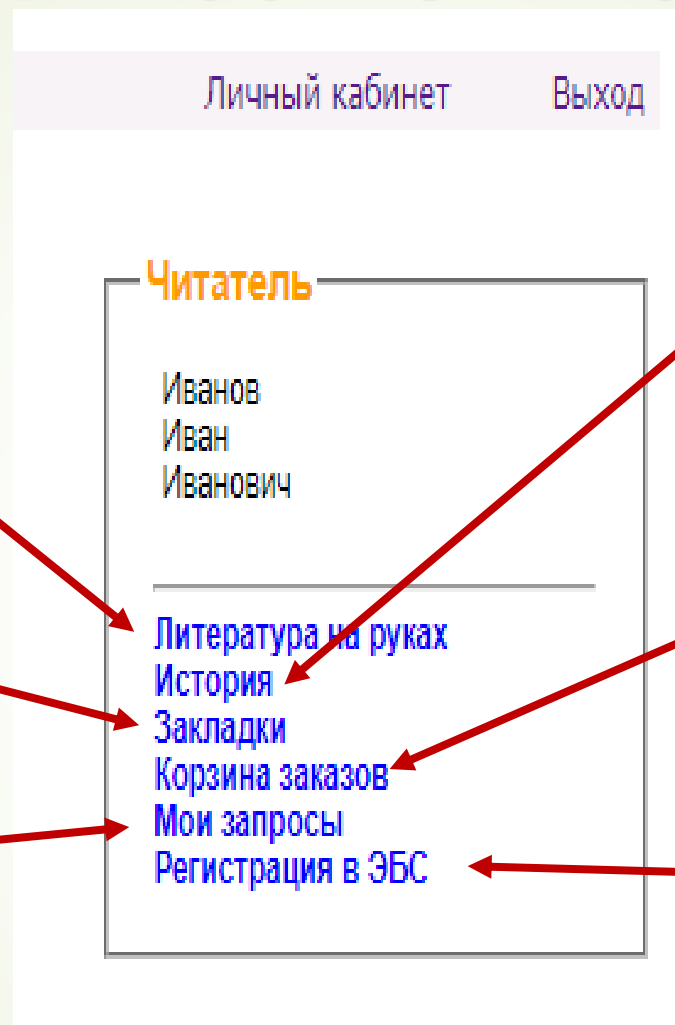 Личный кабинет Выход
Читатель
Иванов
Иван
Иванович
Литература на руках
История
Закладки
Корзина заказов
Мои запросы
Регистрация в ЭБС